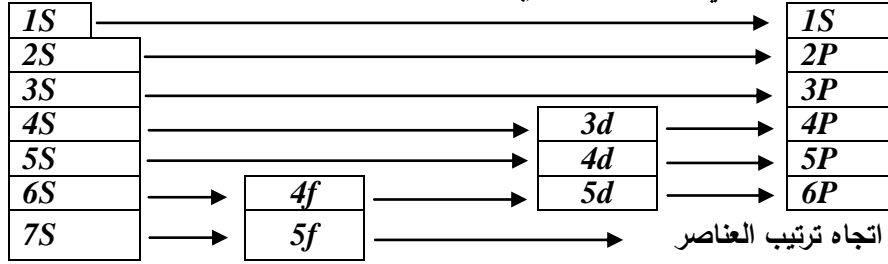 1S 1S
2S 2P
3S 3P
4S 3d 4P
5S 4d 5P
6S 4f 5d 6P
7S 5f اتجاه ترتيب العناصر